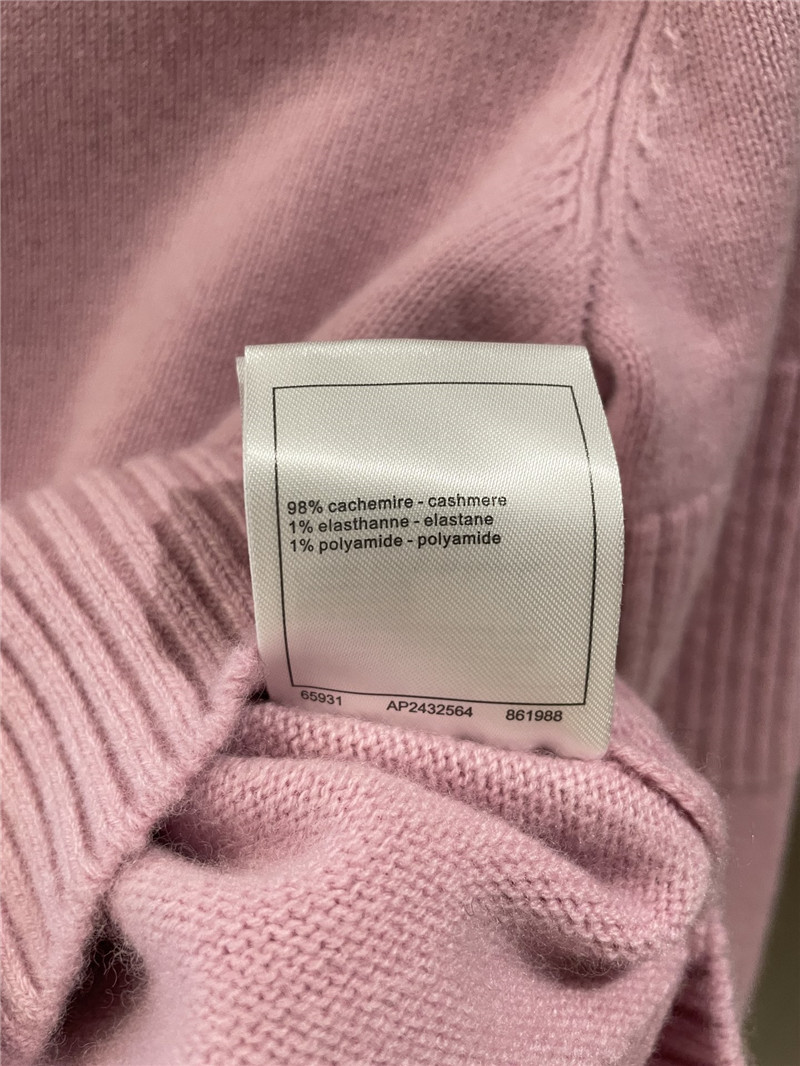 98% cachemire - cashmere
1% elasthanne - elastane
1% polyamide - polyamide
65931 AP2432564 861988